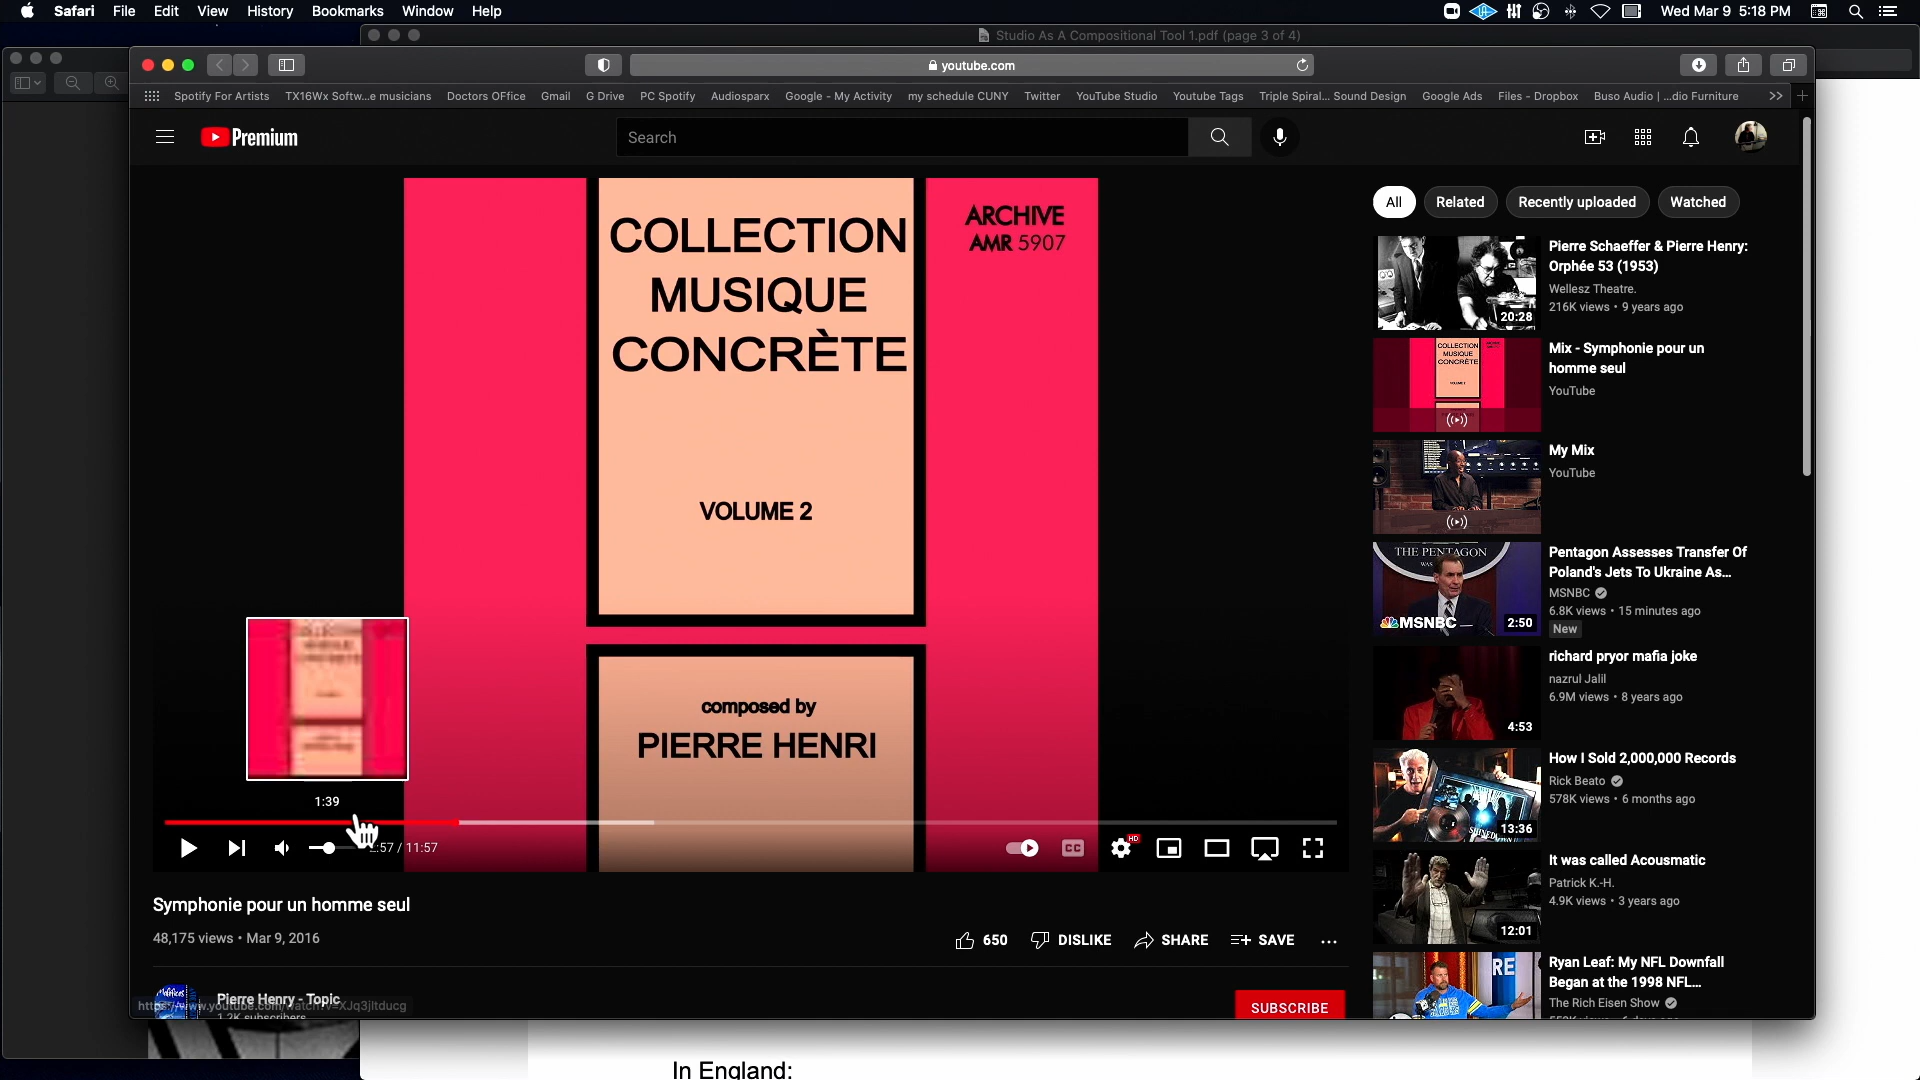 Safari File Edit View History Bookmarks Window Help
Wed Mar 9 5:18 PM
Studio As A Compositional Tool 1.pdf (page 3 of 4)
youtube.com
Spotify For Artists TX16Wx Softw...e musicians Doctors OFfice Gmail G Drive PC Spotify Audiosparx Google - My Activity my schedule CUNY Twitter YouTube Studio Youtube Tags Triple Spiral... Sound Design Google Ads Files - Dropbox Buso Audio | ...dio Furniture
Premium
Search
COLLECTION
MUSIQUE
CONCRÈTE
VOLUME 2
ARCHIVE
AMR 5907
composed by
PIERRE HENRI
1:39
:57 / 11:57
HD
CC
Symphonie pour un homme seul
48,175 views • Mar 9, 2016
650 DISLIKE SHARE SAVE
Pierre Henry - Topic
1.2K subscribers
SUBSCRIBE
All Related Recently uploaded Watched
Pierre Schaeffer & Pierre Henry:
Orphée 53 (1953)
Wellesz Theatre.
216K views • 9 years ago
20:28
Mix - Symphonie pour un
homme seul
YouTube
COLLECTION
MUSIQUE
CONCRÈTE
My Mix
YouTube
THE PENTAGON
MSNBC
2:50
Pentagon Assesses Transfer Of
Poland's Jets To Ukraine As...
MSNBC
6.8K views • 15 minutes ago
New
richard pryor mafia joke
nazrul Jalil
6.9M views • 8 years ago
4:53
How I Sold 2,000,000 Records
Rick Beato
578K views • 6 months ago
13:36
It was called Acousmatic
Patrick K.-H.
4.9K views • 3 years ago
12:01
Ryan Leaf: My NFL Downfall
Began at the 1998 NFL...
The Rich Eisen Show
RE
In England: